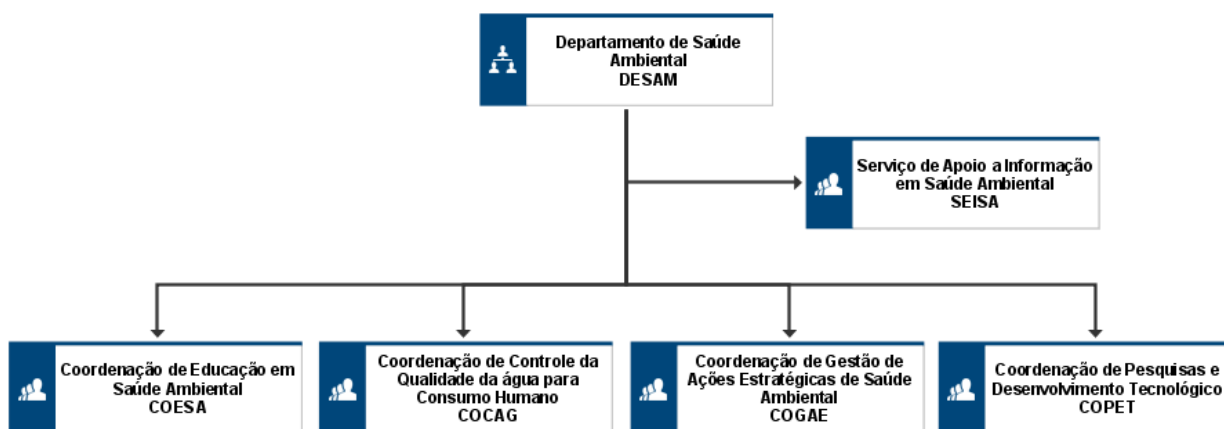 Departamento de Saúde
Ambiental
DESAM
Serviço de Apoio a Informação
em Saúde Ambiental
SEISA
Coordenação de Educação em
Saúde Ambiental
COESA
Coordenação de Controle da
Qualidade da água para
Consumo Humano
COCAG
Coordenação de Gestão de
Ações Estratégicas de Saúde
Ambiental
COGAE
Coordenação de Pesquisas e
Desenvolvimento Tecnológico
COPET